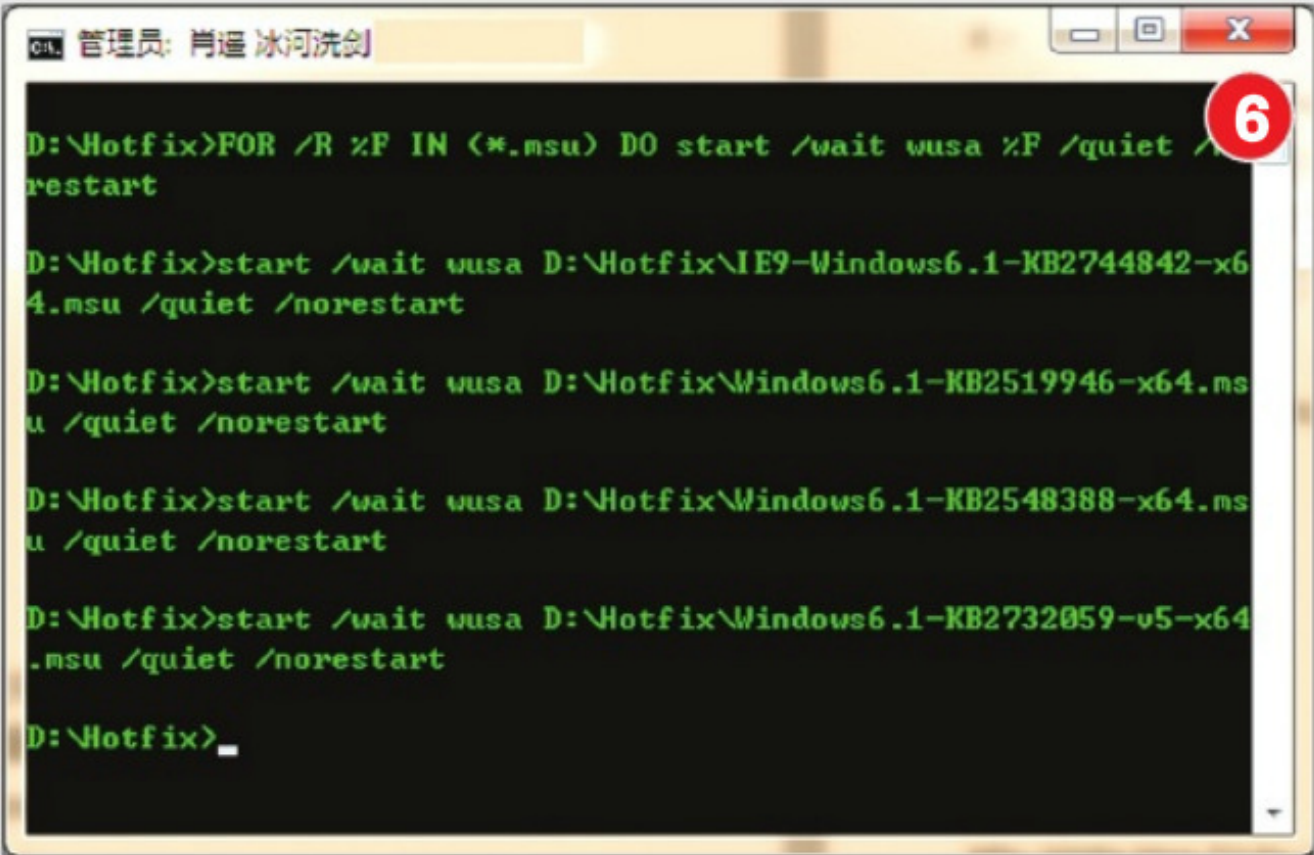 管理员: 肖遥 冰河洗剑
6
D:\Hotfix>FOR /R %F IN (*.msu) DO start /wait wusa %F /quiet /
restart
D:\Hotfix>start /wait wusa D:\Hotfix\IE9-Windows6.1-KB2744842-x6
4.msu /quiet /norestart
D:\Hotfix>start /wait wusa D:\Hotfix\Windows6.1-KB2519946-x64.ms
u /quiet /norestart
D:\Hotfix>start /wait wusa D:\Hotfix\Windows6.1-KB2548388-x64.ms
u /quiet /norestart
D:\Hotfix>start /wait wusa D:\Hotfix\Windows6.1-KB2732059-v5-x64
.msu /quiet /norestart
D:\Hotfix>